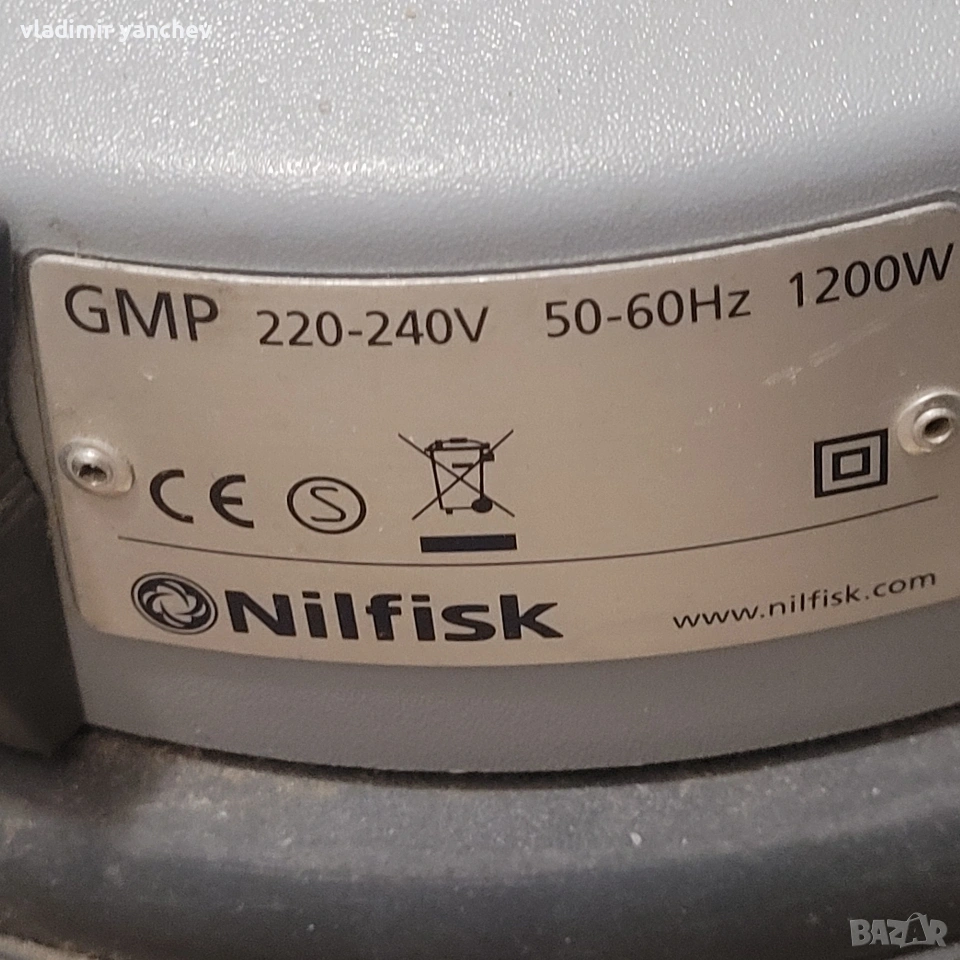 vladimir yanchev
GMP 220-240V 50-60Hz 1200W
CE S
Nilfisk www.nilfisk.com
BAZAR